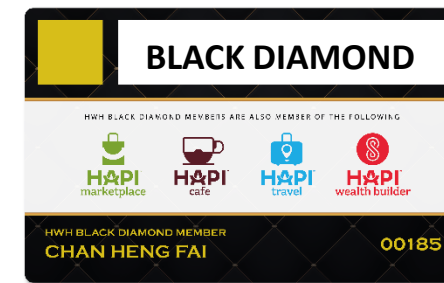 BLACK DIAMOND
HWH BLACK DIAMOND MEMBERS ARE ALSO MEMBER OF THE FOLLOWING
HAPI HAPI HAPI HAPI
marketplace cafe travel wealth builder
HWH BLACK DIAMOND MEMBER
CHAN HENG FAI 00185